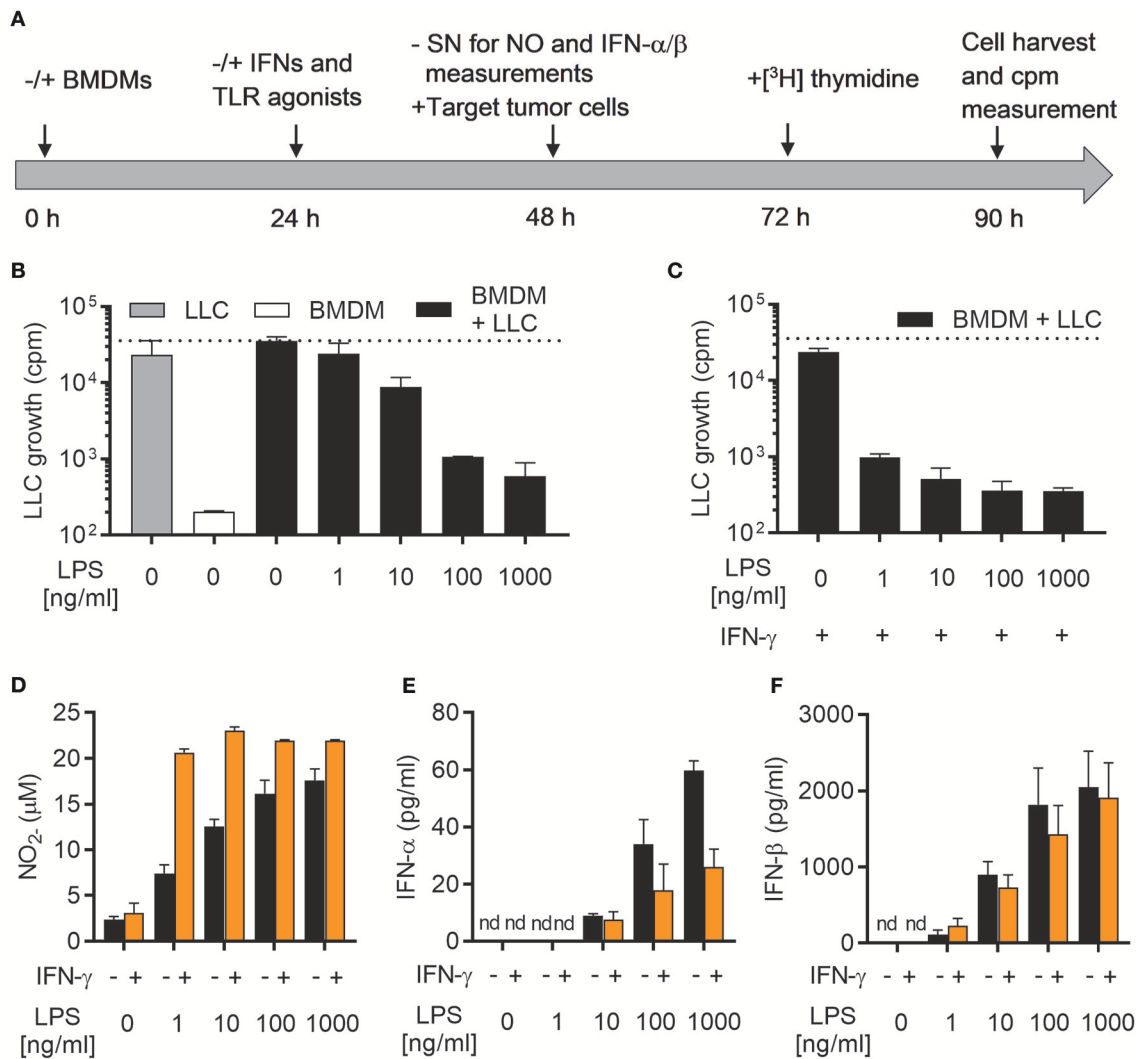 A
-/+ BMDMs
-/+ IFNs and
TLR agonists
- SN for NO and IFN-α/β
measurements
+Target tumor cells
+[³H] thymidine
Cell harvest
and cpm
measurement
0 h 24 h 48 h 72 h 90 h
B
LLC BMDM BMDM
+ LLC
LLC growth (cpm)
10⁵
10⁴
10³
10²
LPS
[ng/ml]
0 0 0 1 10 100 1000
C
BMDM + LLC
LLC growth (cpm)
10⁵
10⁴
10³
10²
LPS
[ng/ml]
0 1 10 100 1000
IFN-γ + + + + +
D
NO₂- (μM)
25
20
15
10
5
0
IFN-γ - + - + - + - + - +
LPS
[ng/ml]
0 1 10 100 1000
E
IFN-α (pg/ml)
80
60
40
20
0
nd nd nd nd
IFN-γ - + - + - + - + - +
LPS
[ng/ml]
0 1 10 100 1000
F
IFN-β (pg/ml)
3000
2000
1000
0
nd nd
IFN-γ - + - + - + - + - +
LPS
[ng/ml]
0 1 10 100 1000